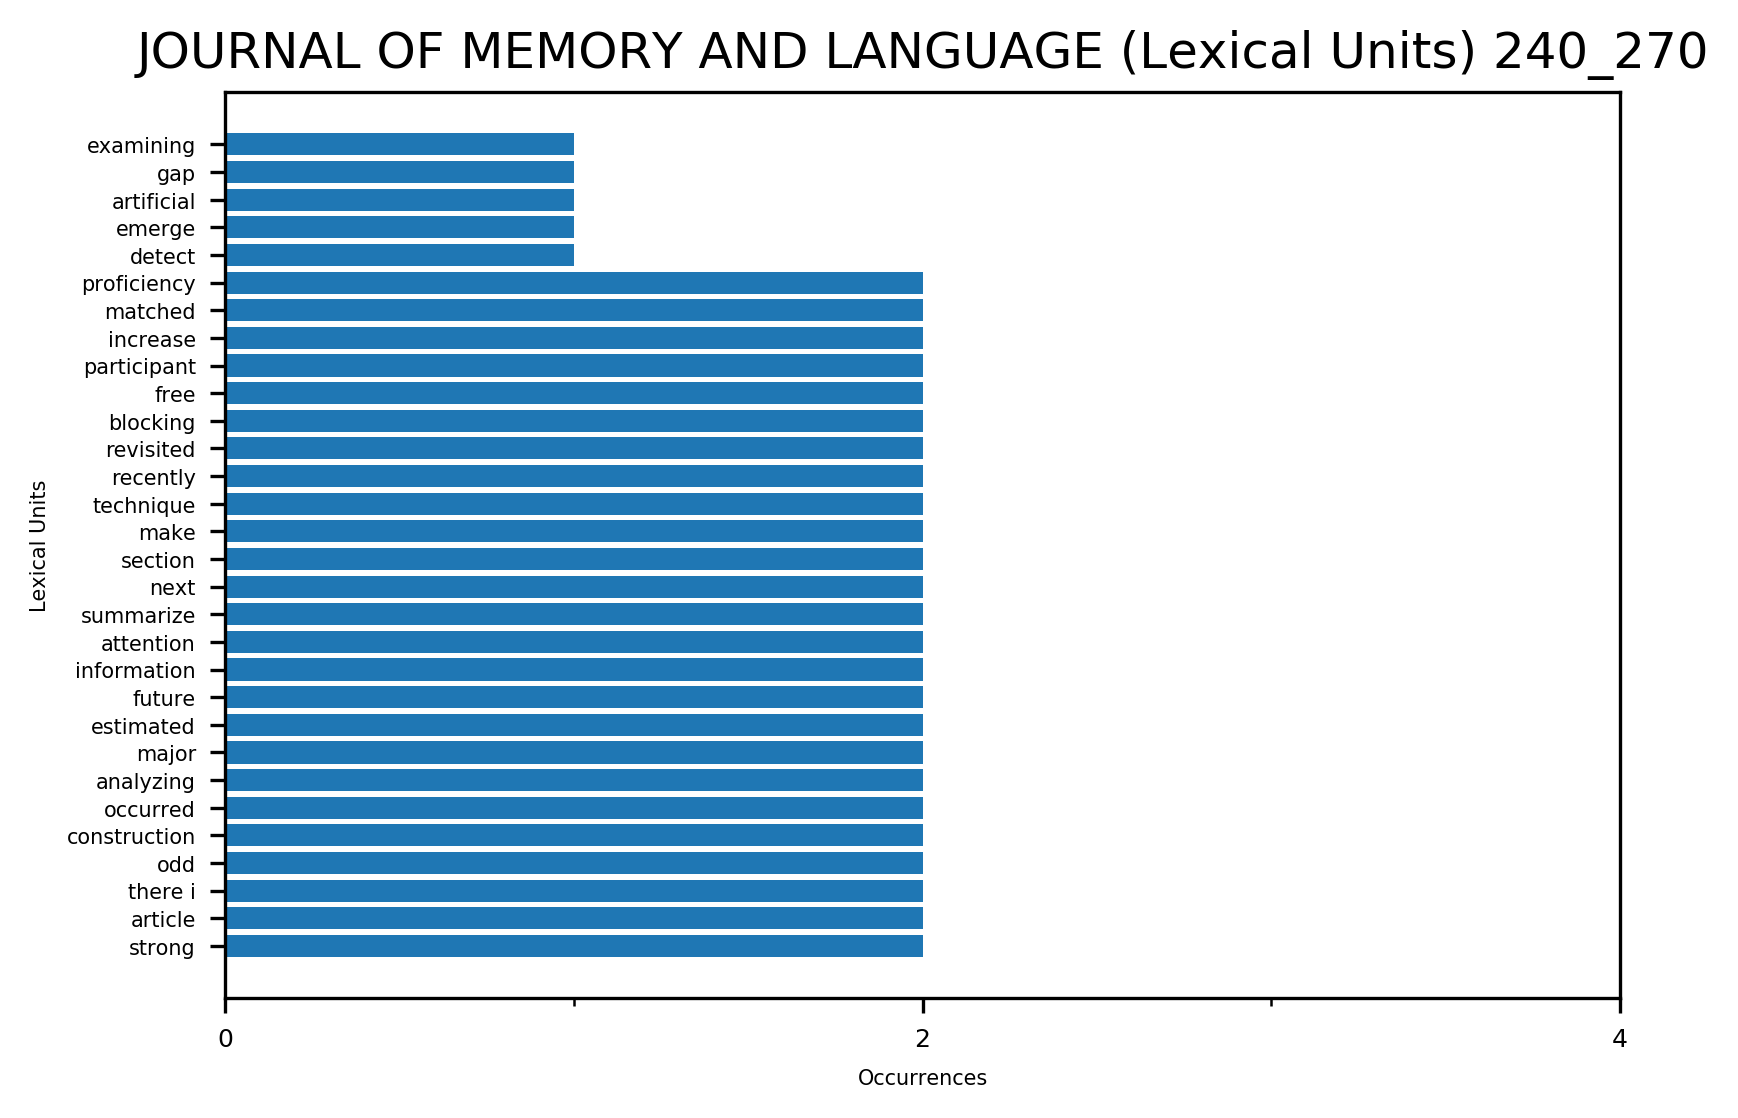 JOURNAL OF MEMORY AND LANGUAGE (Lexical Units) 240_270
examining
gap
artificial
emerge
detect
proficiency
matched
increase
participant
free
blocking
revisited
recently
technique
make
section
next
summarize
attention
information
future
estimated
major
analyzing
occurred
construction
odd
there i
article
strong
Lexical Units
0 2 4
Occurrences